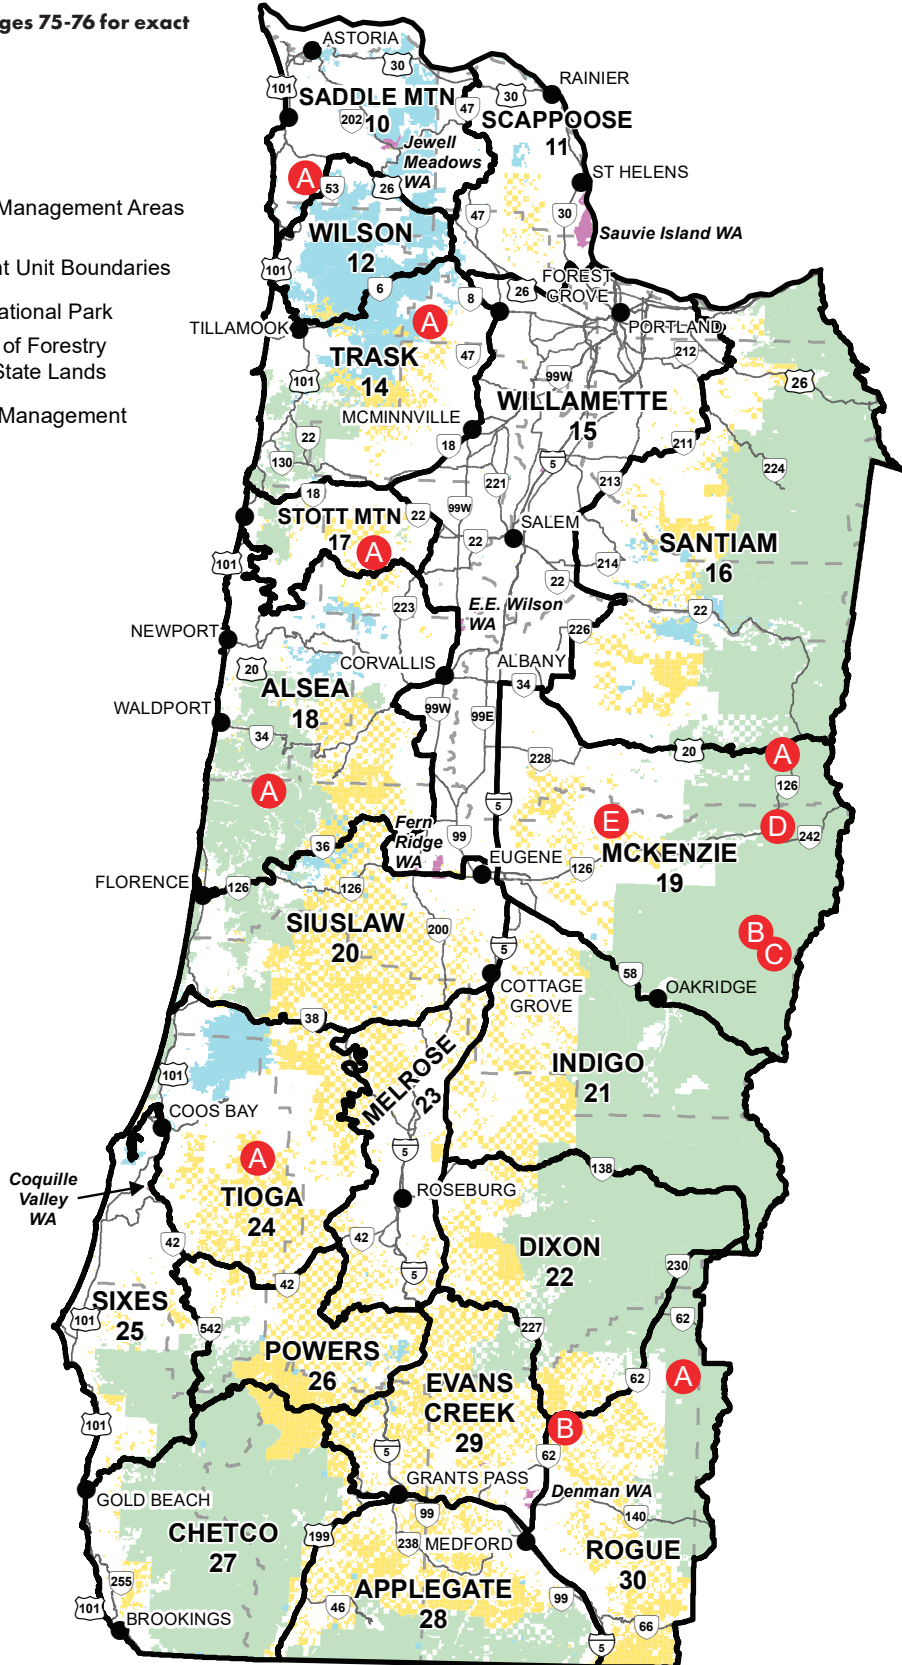 ges 75-76 for exact
ASTORIA
30
101
RAINIER
SADDLE MTN
10
202
47
30
SCAPPOOSE
11
Jewell
Meadows
WA
A
53
26
ST HELENS
Management Areas
47
30
WILSON
12
Sauvie Island WA
t Unit Boundaries
101
6
8
26
FOREST
GROVE
ational Park
TILLAMOOK
A
PORTLAND
of Forestry
State Lands
TRASK
14
47
212
101
99W
26
WILLAMETTE
15
Management
MCMINNVILLE
22
18
211
130
5
224
221
213
18
STOTT MTN
17
22
99W
SALEM
A
22
SANTIAM
16
101
214
22
223
E.E. Wilson
WA
22
NEWPORT
226
20
CORVALLIS
ALBANY
34
ALSEA
18
WALDPORT
99W
99E
34
228
20
A
126
A
5
E
D
Fern
Ridge
WA
99
242
36
MCKENZIE
19
EUGENE
126
FLORENCE
126
126
SIUSLAW
20
200
B
C
5
58
COTTAGE
GROVE
OAKRIDGE
38
MELROSE
23
INDIGO
21
101
COOS BAY
5
A
138
Coquille
Valley
WA
TIOGA
24
ROSEBURG
42
42
DIXON
22
230
42
5
SIXES
25
101
542
62
227
POWERS
26
EVANS
CREEK
29
62
A
101
B
5
62
GRANTS PASS
Denman WA
GOLD BEACH
99
140
CHETCO
27
199
238
MEDFORD
ROGUE
30
255
APPLEGATE
28
46
99
101
BROOKINGS
66
5